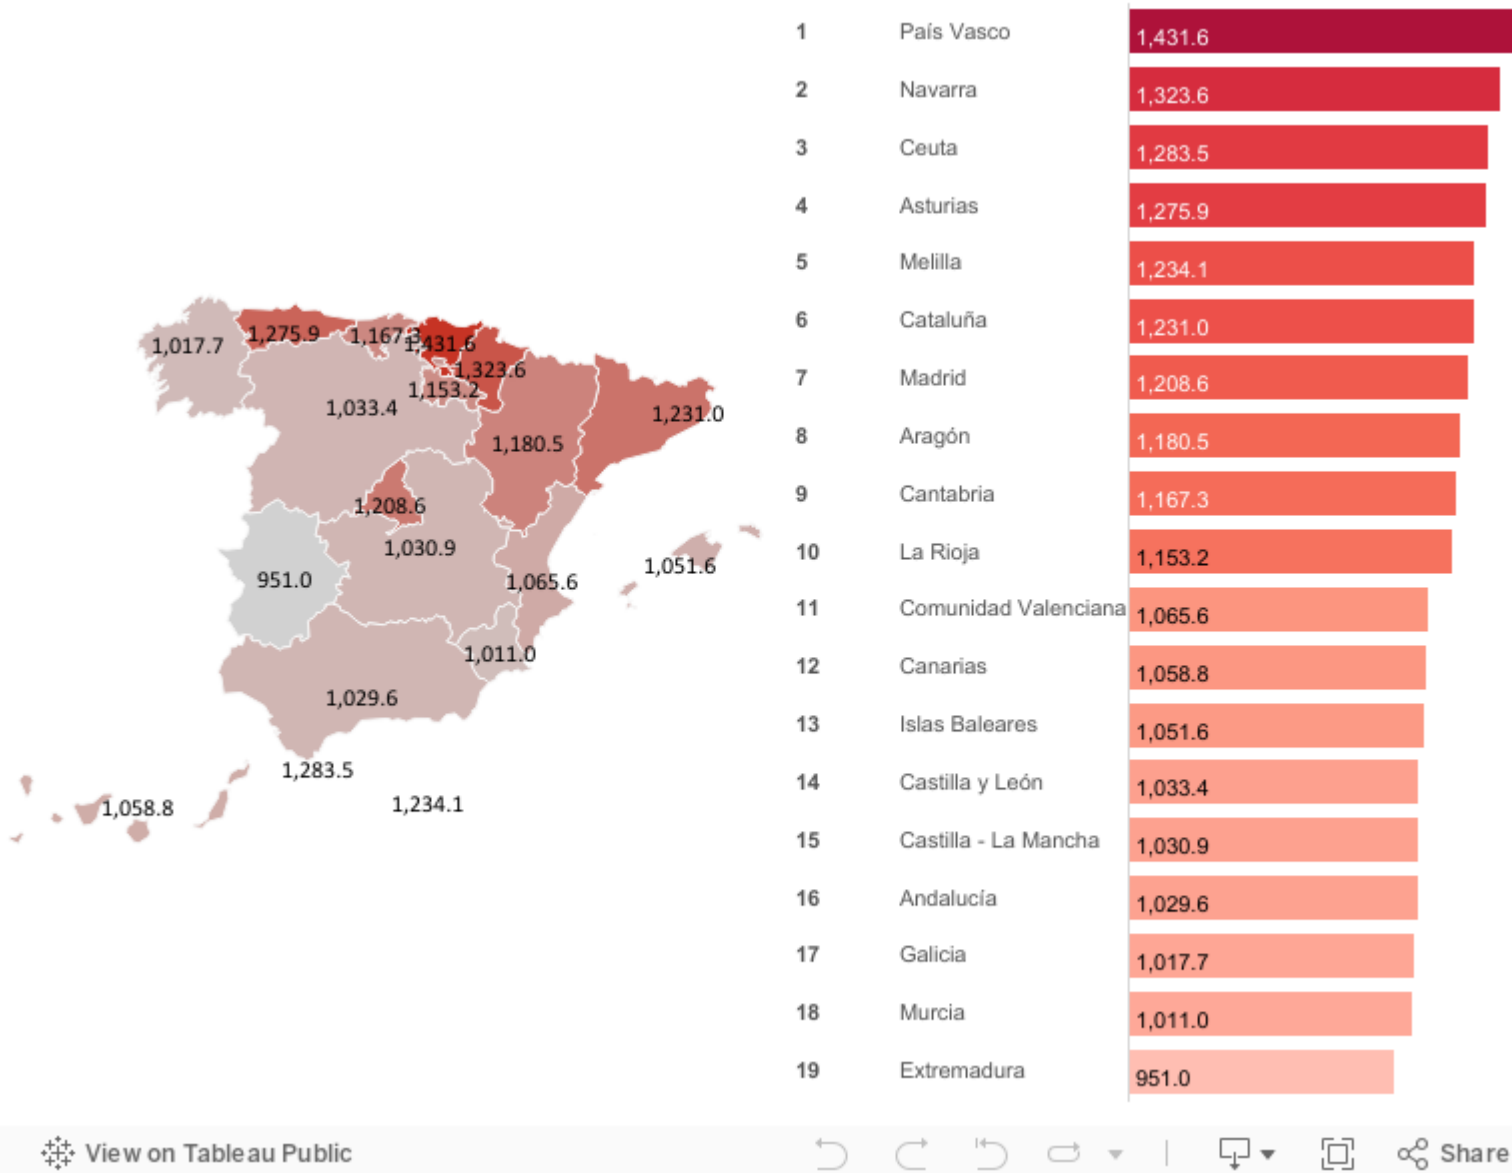 1 País Vasco 1,431.6
2 Navarra 1,323.6
3 Ceuta 1,283.5
4 Asturias 1,275.9
5 Melilla 1,234.1
6 Cataluña 1,231.0
7 Madrid 1,208.6
8 Aragón 1,180.5
9 Cantabria 1,167.3
10 La Rioja 1,153.2
11 Comunidad Valenciana 1,065.6
12 Canarias 1,058.8
13 Islas Baleares 1,051.6
14 Castilla y León 1,033.4
15 Castilla - La Mancha 1,030.9
16 Andalucía 1,029.6
17 Galicia 1,017.7
18 Murcia 1,011.0
19 Extremadura 951.0
1,017.7
1,275.9
1,167.3
1,431.6
1,323.6
1,153.2
1,033.4
1,231.0
1,180.5
1,208.6
1,030.9
1,051.6
951.0
1,065.6
1,011.0
1,029.6
1,283.5
1,234.1
1,058.8
View on Tableau Public
Share